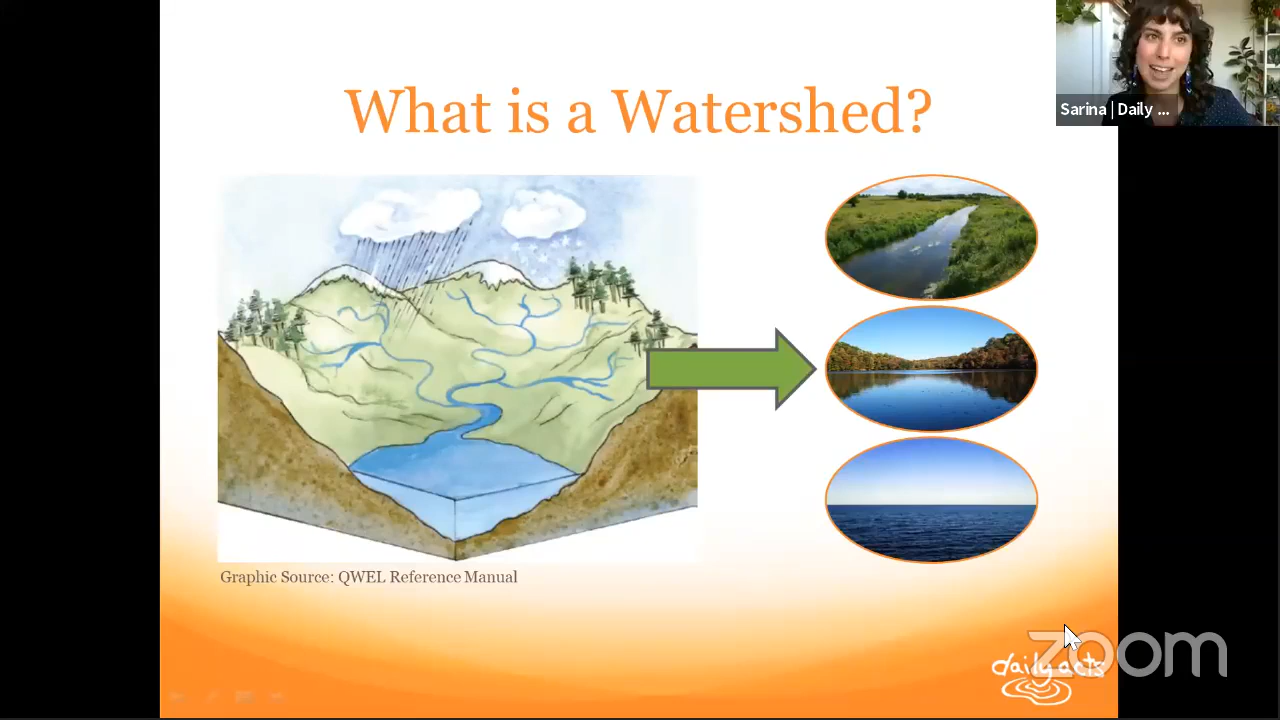 What is a Watershed?
Sarina | Daily ...
Graphic Source: QWEL Reference Manual
zoom
daily acts